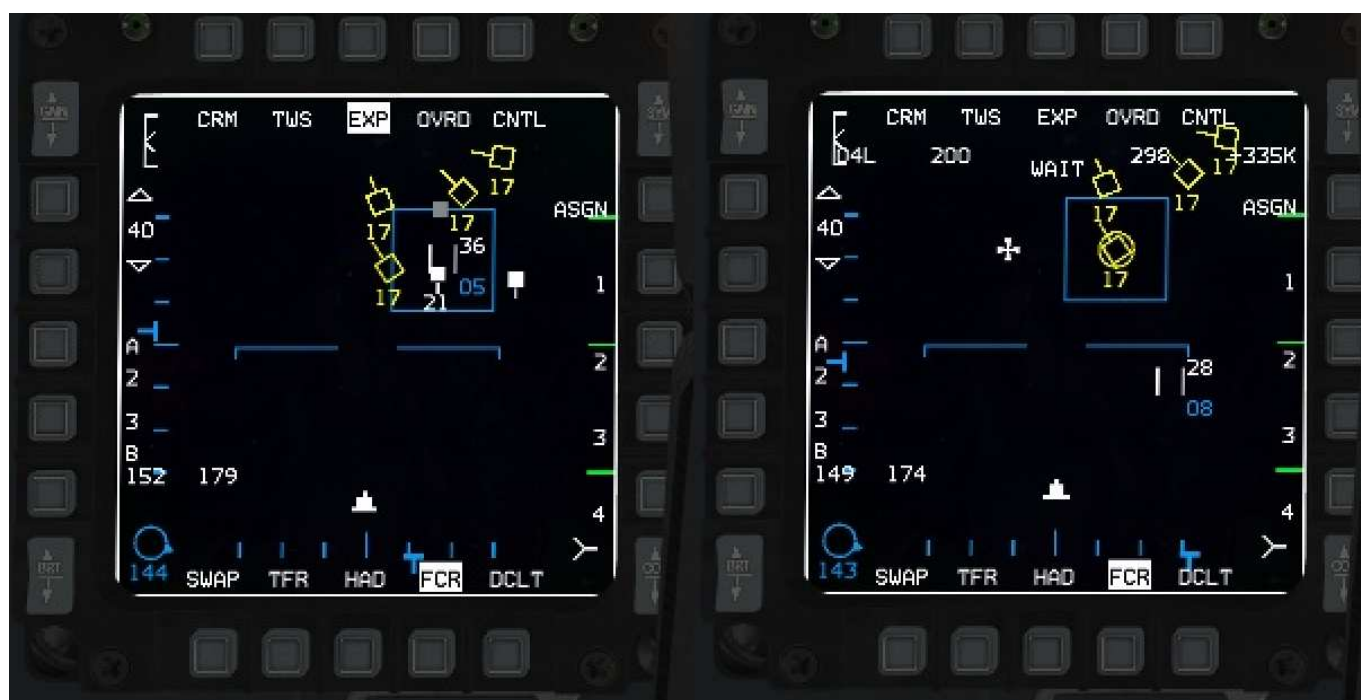 CRM TWS EXP OVRD CNTL
17
ASGN
17
17
40
36
17
05
1
21
A
2
2
3
3
B
152 179
4
144
SWAP TFR HAD FCR DCLT
CRM TWS EXP OVRD CNTL
D4L 200 298 335K
WAIT
17
17
17
ASGN
40
17
1
A
2
28
2
08
3
3
B
149 174
4
143
SWAP TFR HAD FCR DCLT
GAIN
SYM
BRT